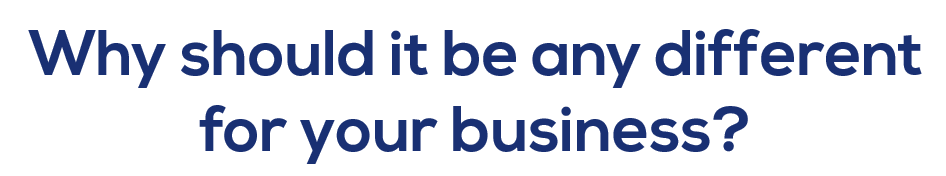 Why should it be any different
for your business?